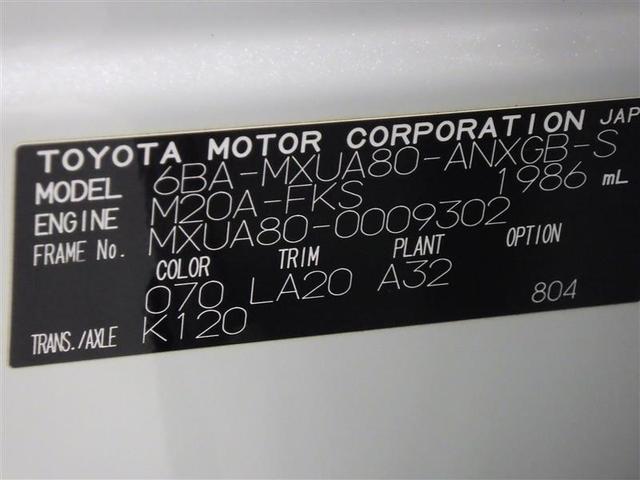 TOYOTA MOTOR CORPORATION JAP
MODEL 6BA-MXUA80-ANXGB-S
ENGINE M20A-FKS 1986 mL
FRAME No. MXUA80-0009302
COLOR TRIM PLANT OPTION
070 LA20 A32 804
TRANS./AXLE K120